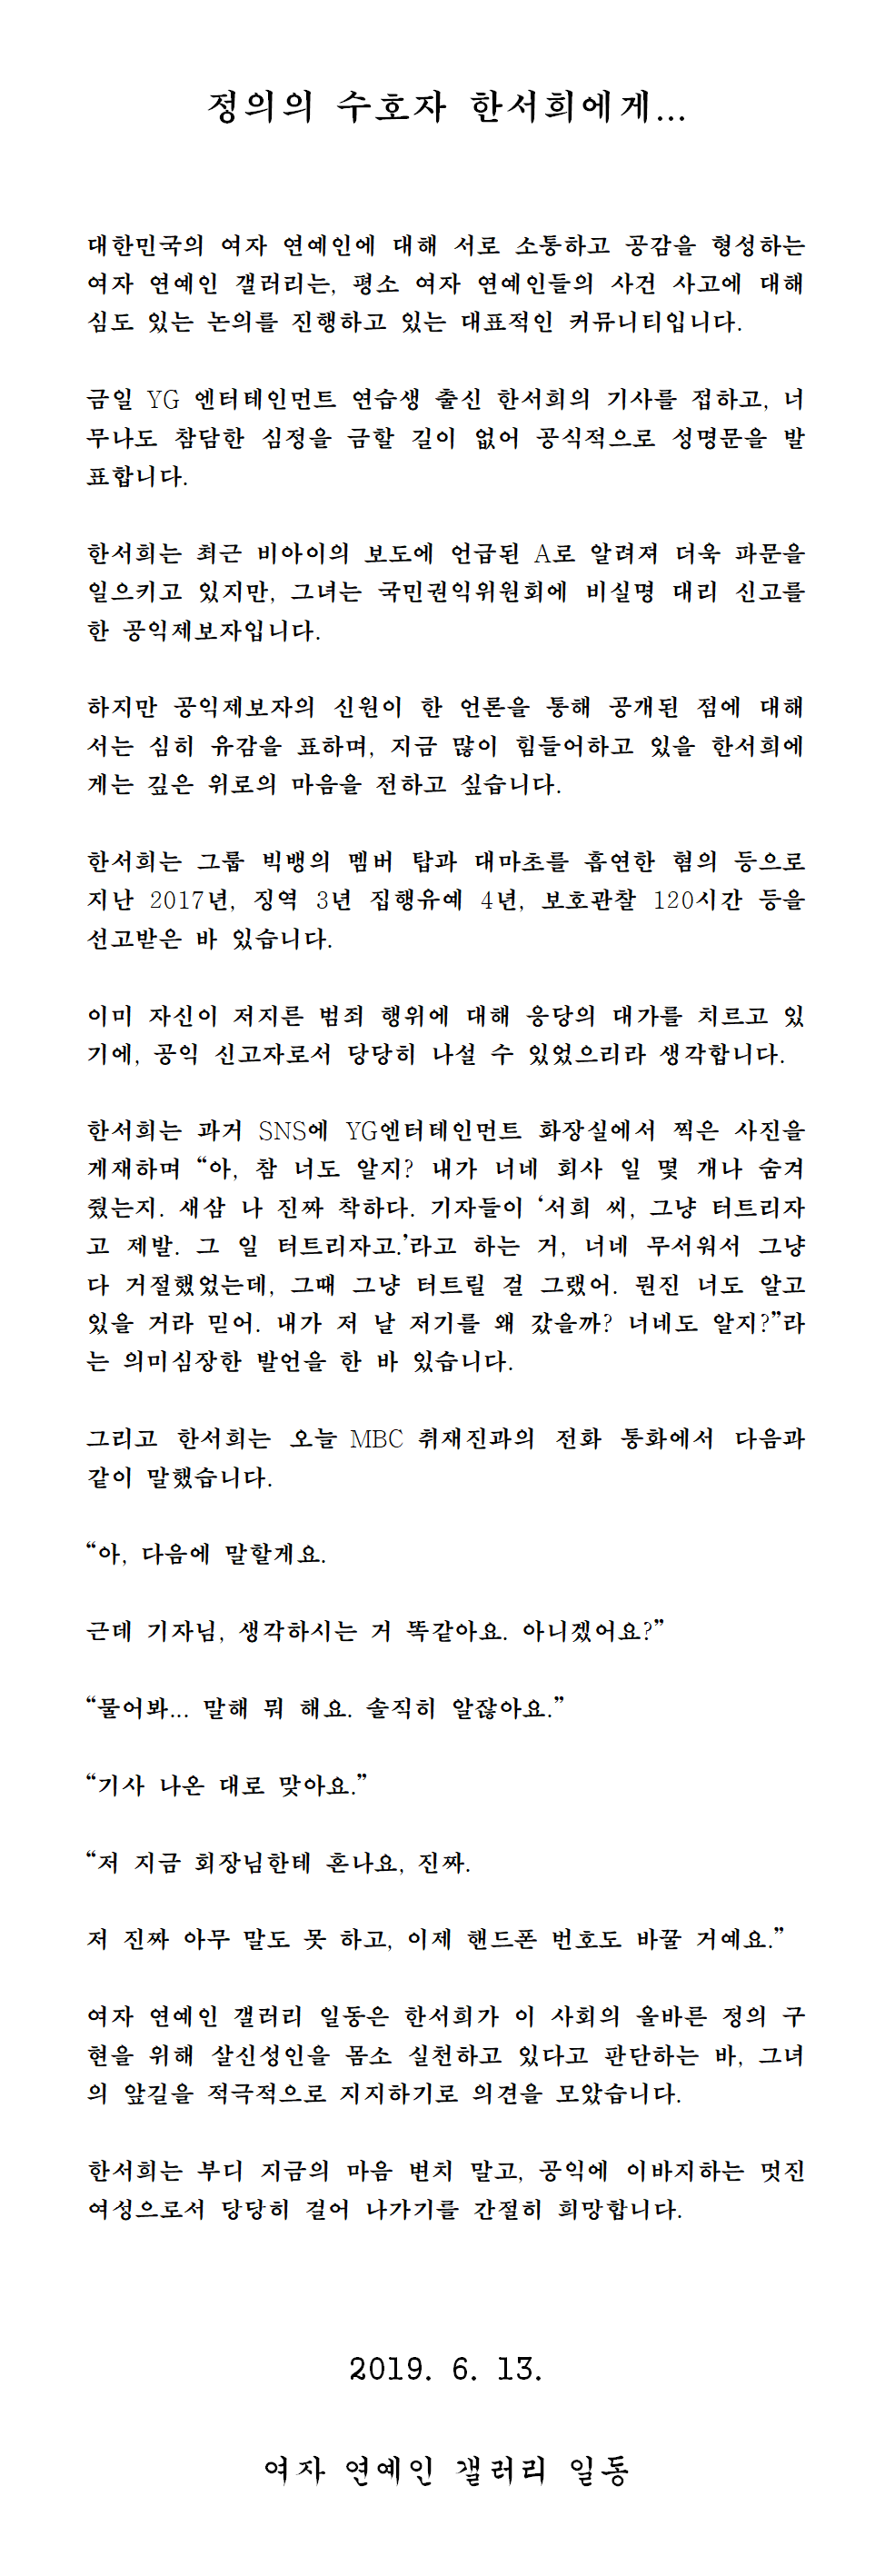 정의의 수호자 한서희에게...
대한민국의 여자 연예인에 대해 서로 소통하고 공감을 형성하는
여자 연예인 갤러리는, 평소 여자 연예인들의 사건 사고에 대해
심도 있는 논의를 진행하고 있는 대표적인 커뮤니티입니다.
금일 YG 엔터테인먼트 연습생 출신 한서희의 기사를 접하고, 너
무나도 참담한 심정을 금할 길이 없어 공식적으로 성명문을 발
표합니다.
한서희는 최근 비아이의 보도에 언급된 A로 알려져 더욱 파문을
일으키고 있지만, 그녀는 국민권익위원회에 비실명 대리 신고를
한 공익제보자입니다.
하지만 공익제보자의 신원이 한 언론을 통해 공개된 점에 대해
서는 심히 유감을 표하며, 지금 많이 힘들어하고 있을 한서희에
게는 깊은 위로의 마음을 전하고 싶습니다.
한서희는 그룹 빅뱅의 멤버 탑과 대마초를 흡연한 혐의 등으로
지난 2017년, 징역 3년 집행유예 4년, 보호관찰 120시간 등을
선고받은 바 있습니다.
이미 자신이 저지른 범죄 행위에 대해 응당의 대가를 치르고 있
기에, 공익 신고자로서 당당히 나설 수 있었으리라 생각합니다.
한서희는 과거 SNS에 YG엔터테인먼트 화장실에서 찍은 사진을
게재하며 “아, 참 너도 알지? 내가 너네 회사 일 몇 개나 숨겨
줬는지. 새삼 나 진짜 착하다. 기자들이 ‘서희 씨, 그냥 터트리자
고 제발. 그 일 터트리자고.’라고 하는 거, 너네 무서워서 그냥
다 거절했었는데, 그때 그냥 터트릴 걸 그랬어. 뭔진 너도 알고
있을 거라 믿어. 내가 저 날 저기를 왜 갔을까? 너네도 알지?”라
는 의미심장한 발언을 한 바 있습니다.
그리고 한서희는 오늘 MBC 취재진과의 전화 통화에서 다음과
같이 말했습니다.
“아, 다음에 말할게요.
근데 기자님, 생각하시는 거 똑같아요. 아니겠어요?”
“물어봐... 말해 뭐 해요. 솔직히 알잖아요.”
“기사 나온 대로 맞아요.”
“저 지금 회장님한테 혼나요, 진짜.
저 진짜 아무 말도 못 하고, 이제 핸드폰 번호도 바꿀 거예요.”
여자 연예인 갤러리 일동은 한서희가 이 사회의 올바른 정의 구
현을 위해 살신성인을 몸소 실천하고 있다고 판단하는 바, 그녀
의 앞길을 적극적으로 지지하기로 의견을 모았습니다.
한서희는 부디 지금의 마음 변치 말고, 공익에 이바지하는 멋진
여성으로서 당당히 걸어 나가기를 간절히 희망합니다.
2019. 6. 13.
여자 연예인 갤러리 일동